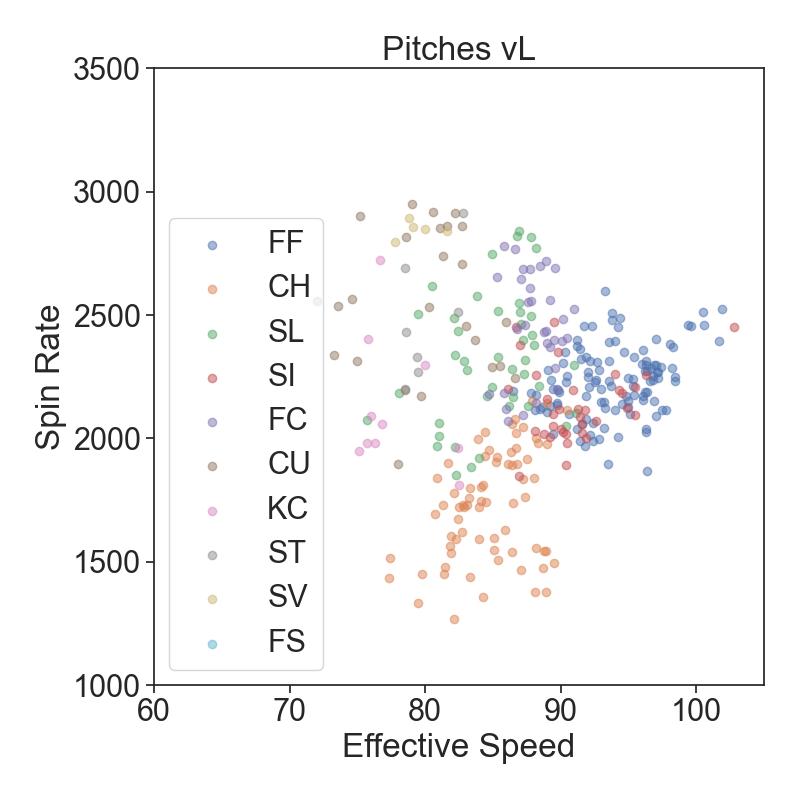 Pitches vL
Spin Rate
3500
3000
2500
2000
1500
1000
FF
CH
SL
SI
FC
CU
KC
ST
SV
FS
60 70 80 90 100
Effective Speed